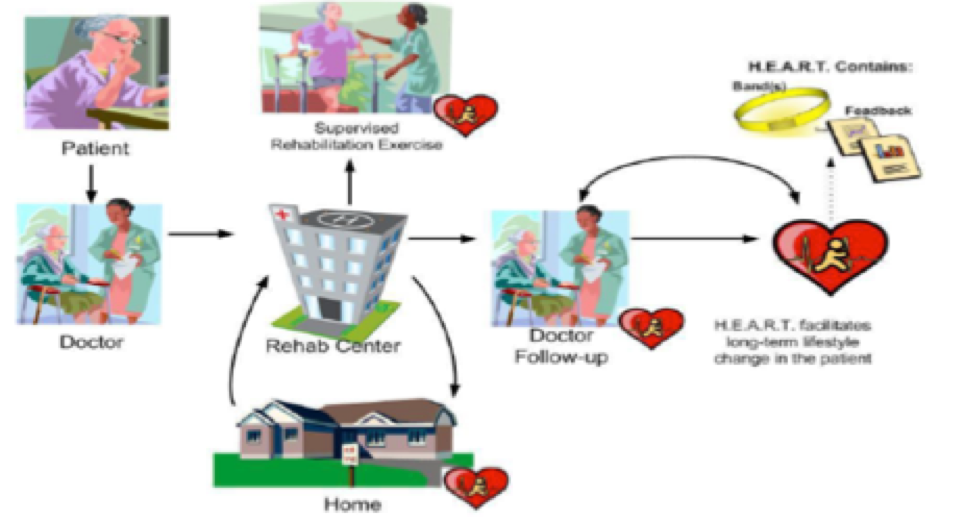 Patient
Supervised
Rehabilitation Exercise
H.E.A.R.T. Contains:
Band(s)
Feedback
Doctor
H
Rehab Center
Doctor
Follow-up
H.E.A.R.T. facilitates
long-term lifestyle
change in the patient
Home